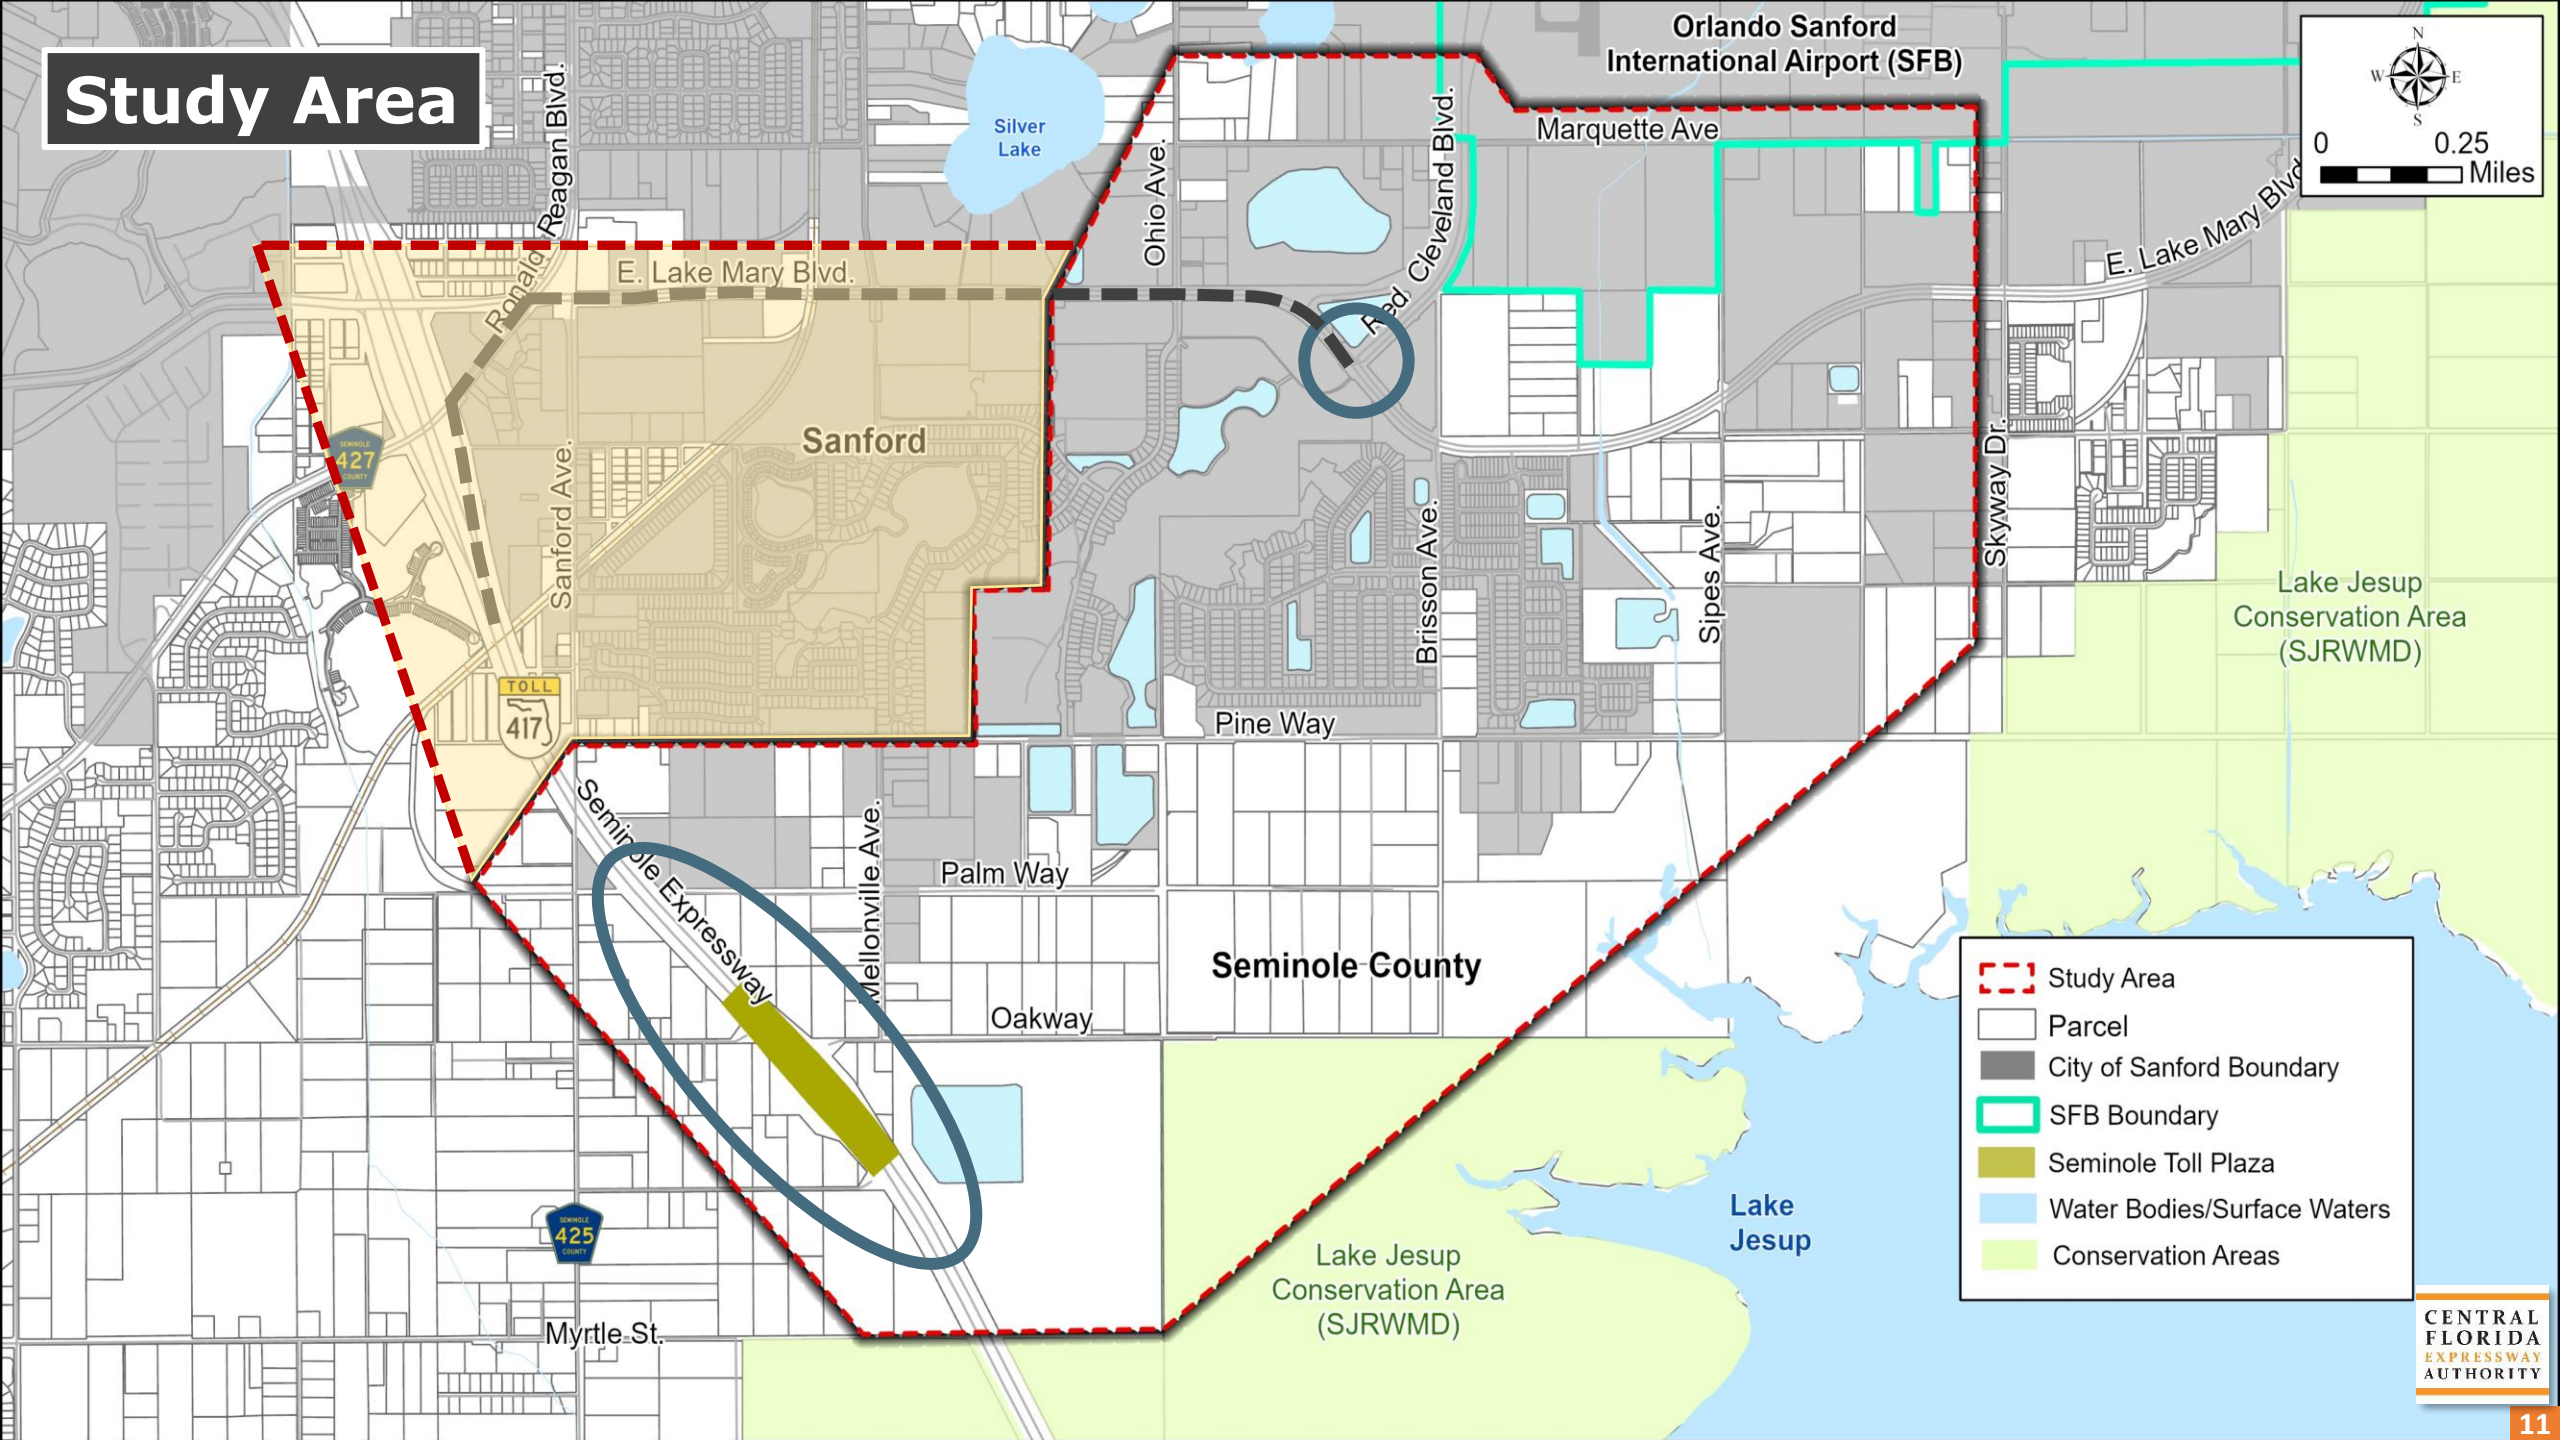 Study Area
Orlando Sanford
International Airport (SFB)
N
W
E
S
0
0.25
Miles
Silver
Lake
Marquette Ave
Ronald Reagan Blvd.
Ohio Ave.
Red Cleveland Blvd.
E. Lake Mary Blvd.
E. Lake Mary Blvd
Sanford
SEMINOLE
427
COUNTY
Sanford Ave.
Brisson Ave.
Sipes Ave.
Skyway Dr.
Lake Jesup
Conservation Area
(SJRWMD)
TOLL
417
Pine Way
Seminole Expressway
Mellonville Ave.
Palm Way
Seminole County
Oakway
Study Area
Parcel
City of Sanford Boundary
SFB Boundary
Seminole Toll Plaza
Water Bodies/Surface Waters
Conservation Areas
SEMINOLE
425
COUNTY
Lake
Jesup
Lake Jesup
Conservation Area
(SJRWMD)
Myrtle St.
CENTRAL
FLORIDA
EXPRESSWAY
AUTHORITY
11